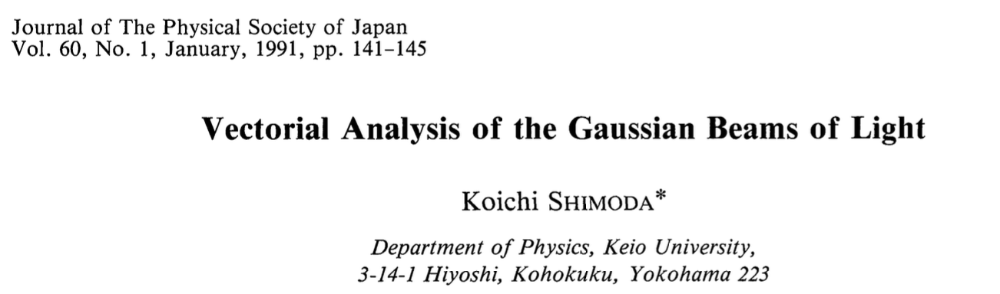 Journal of The Physical Society of Japan
Vol. 60, No. 1, January, 1991, pp. 141–145
Vectorial Analysis of the Gaussian Beams of Light
Koichi SHIMODA*
Department of Physics, Keio University,
3-14-1 Hiyoshi, Kohokuku, Yokohama 223